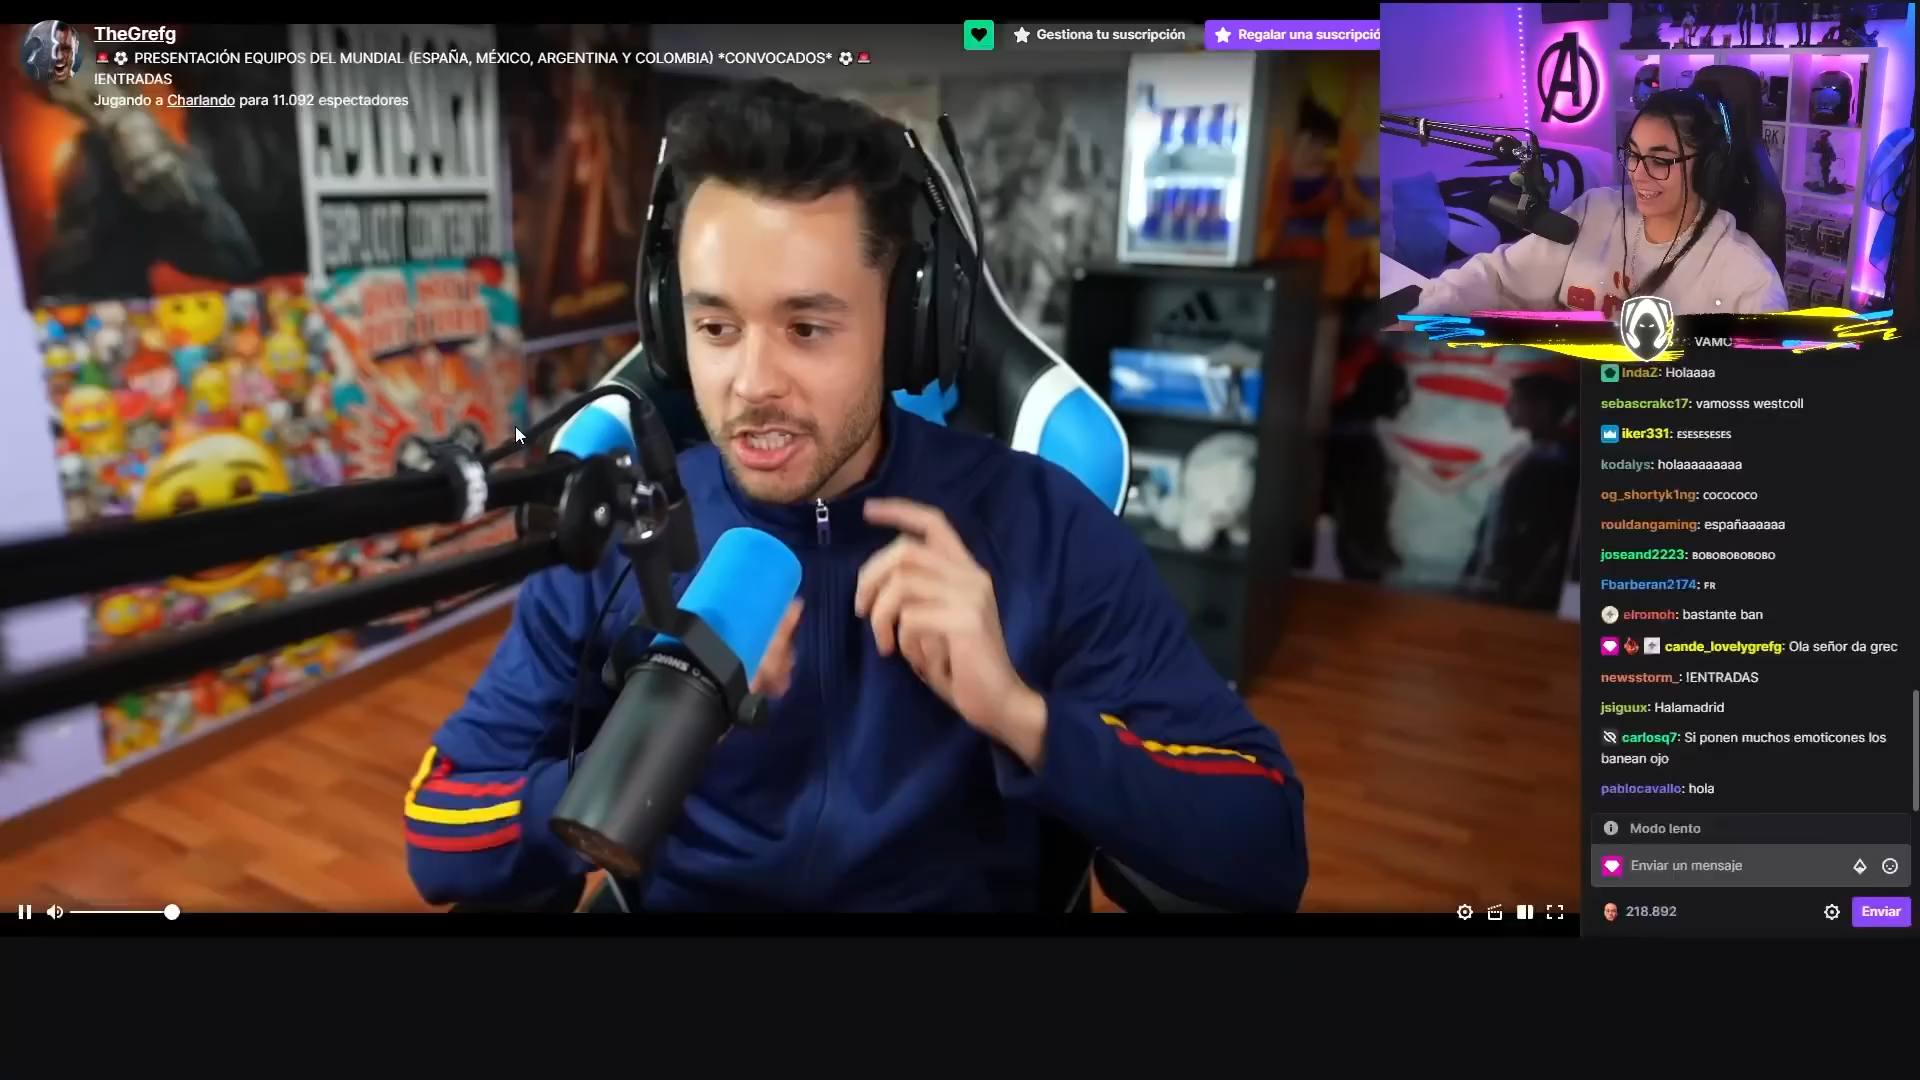 TheGrefg
PRESENTACIÓN EQUIPOS DEL MUNDIAL (ESPAÑA, MÉXICO, ARGENTINA Y COLOMBIA) *CONVOCADOS*
!ENTRADAS
Jugando a Charlando para 11.092 espectadores
Gestiona tu suscripción
Regalar una suscripció
VAMO
IndaZ: Holaaaa
sebascrakc17: vamosss westcoll
iker331: ESESESESES
kodalys: holaaaaaaaaa
og_shortyk1ng: cocococo
rouldangaming: españaaaaaa
joseand2223: BOBOBOBOBOBO
Fbarberan2174: FR
elromoh: bastante ban
cande_lovelygrefg: Ola señor da grec
newsstorm_: !ENTRADAS
jsiguux: Halamadrid
carlosq7: Si ponen muchos emoticones los
banean ojo
pablocavallo: hola
Modo lento
Enviar un mensaje
218.892
Enviar
EXPLICIT CONTENT
SHURE